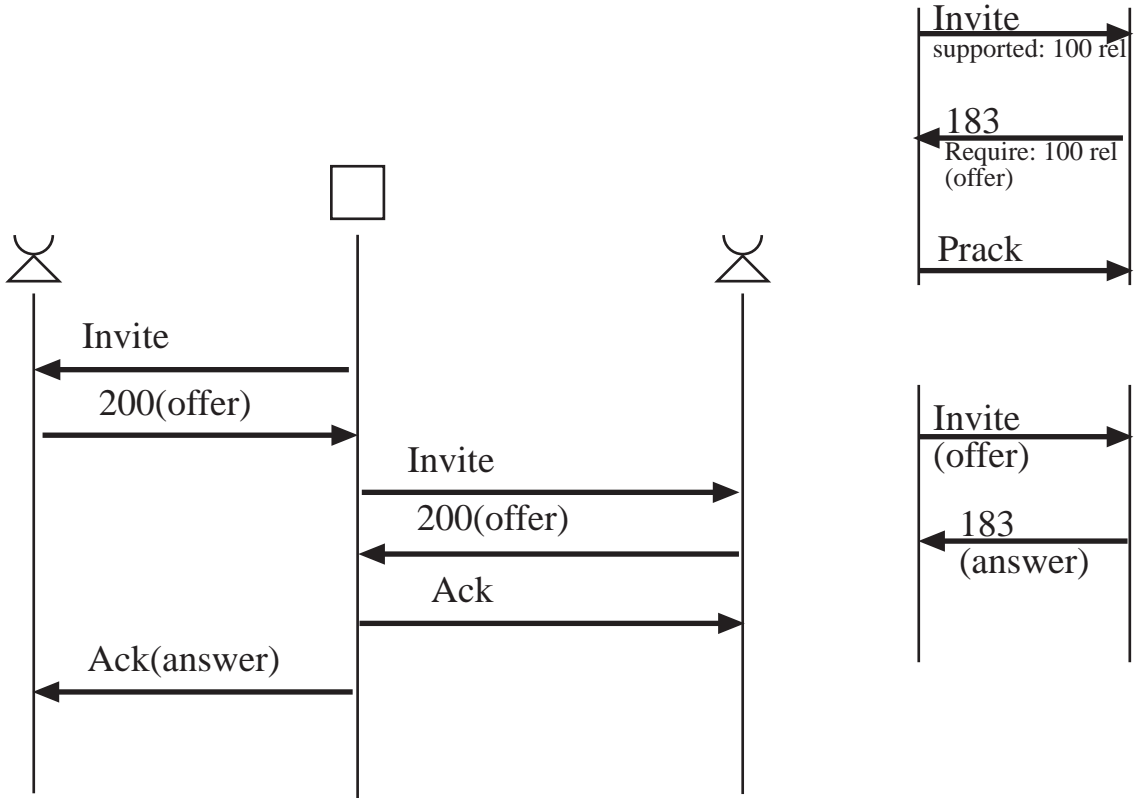 Invite
200(offer)
Invite
200(offer)
Ack
Ack(answer)
Invite
supported: 100 rel
183
Require: 100 rel
(offer)
Prack
Invite
(offer)
183
(answer)